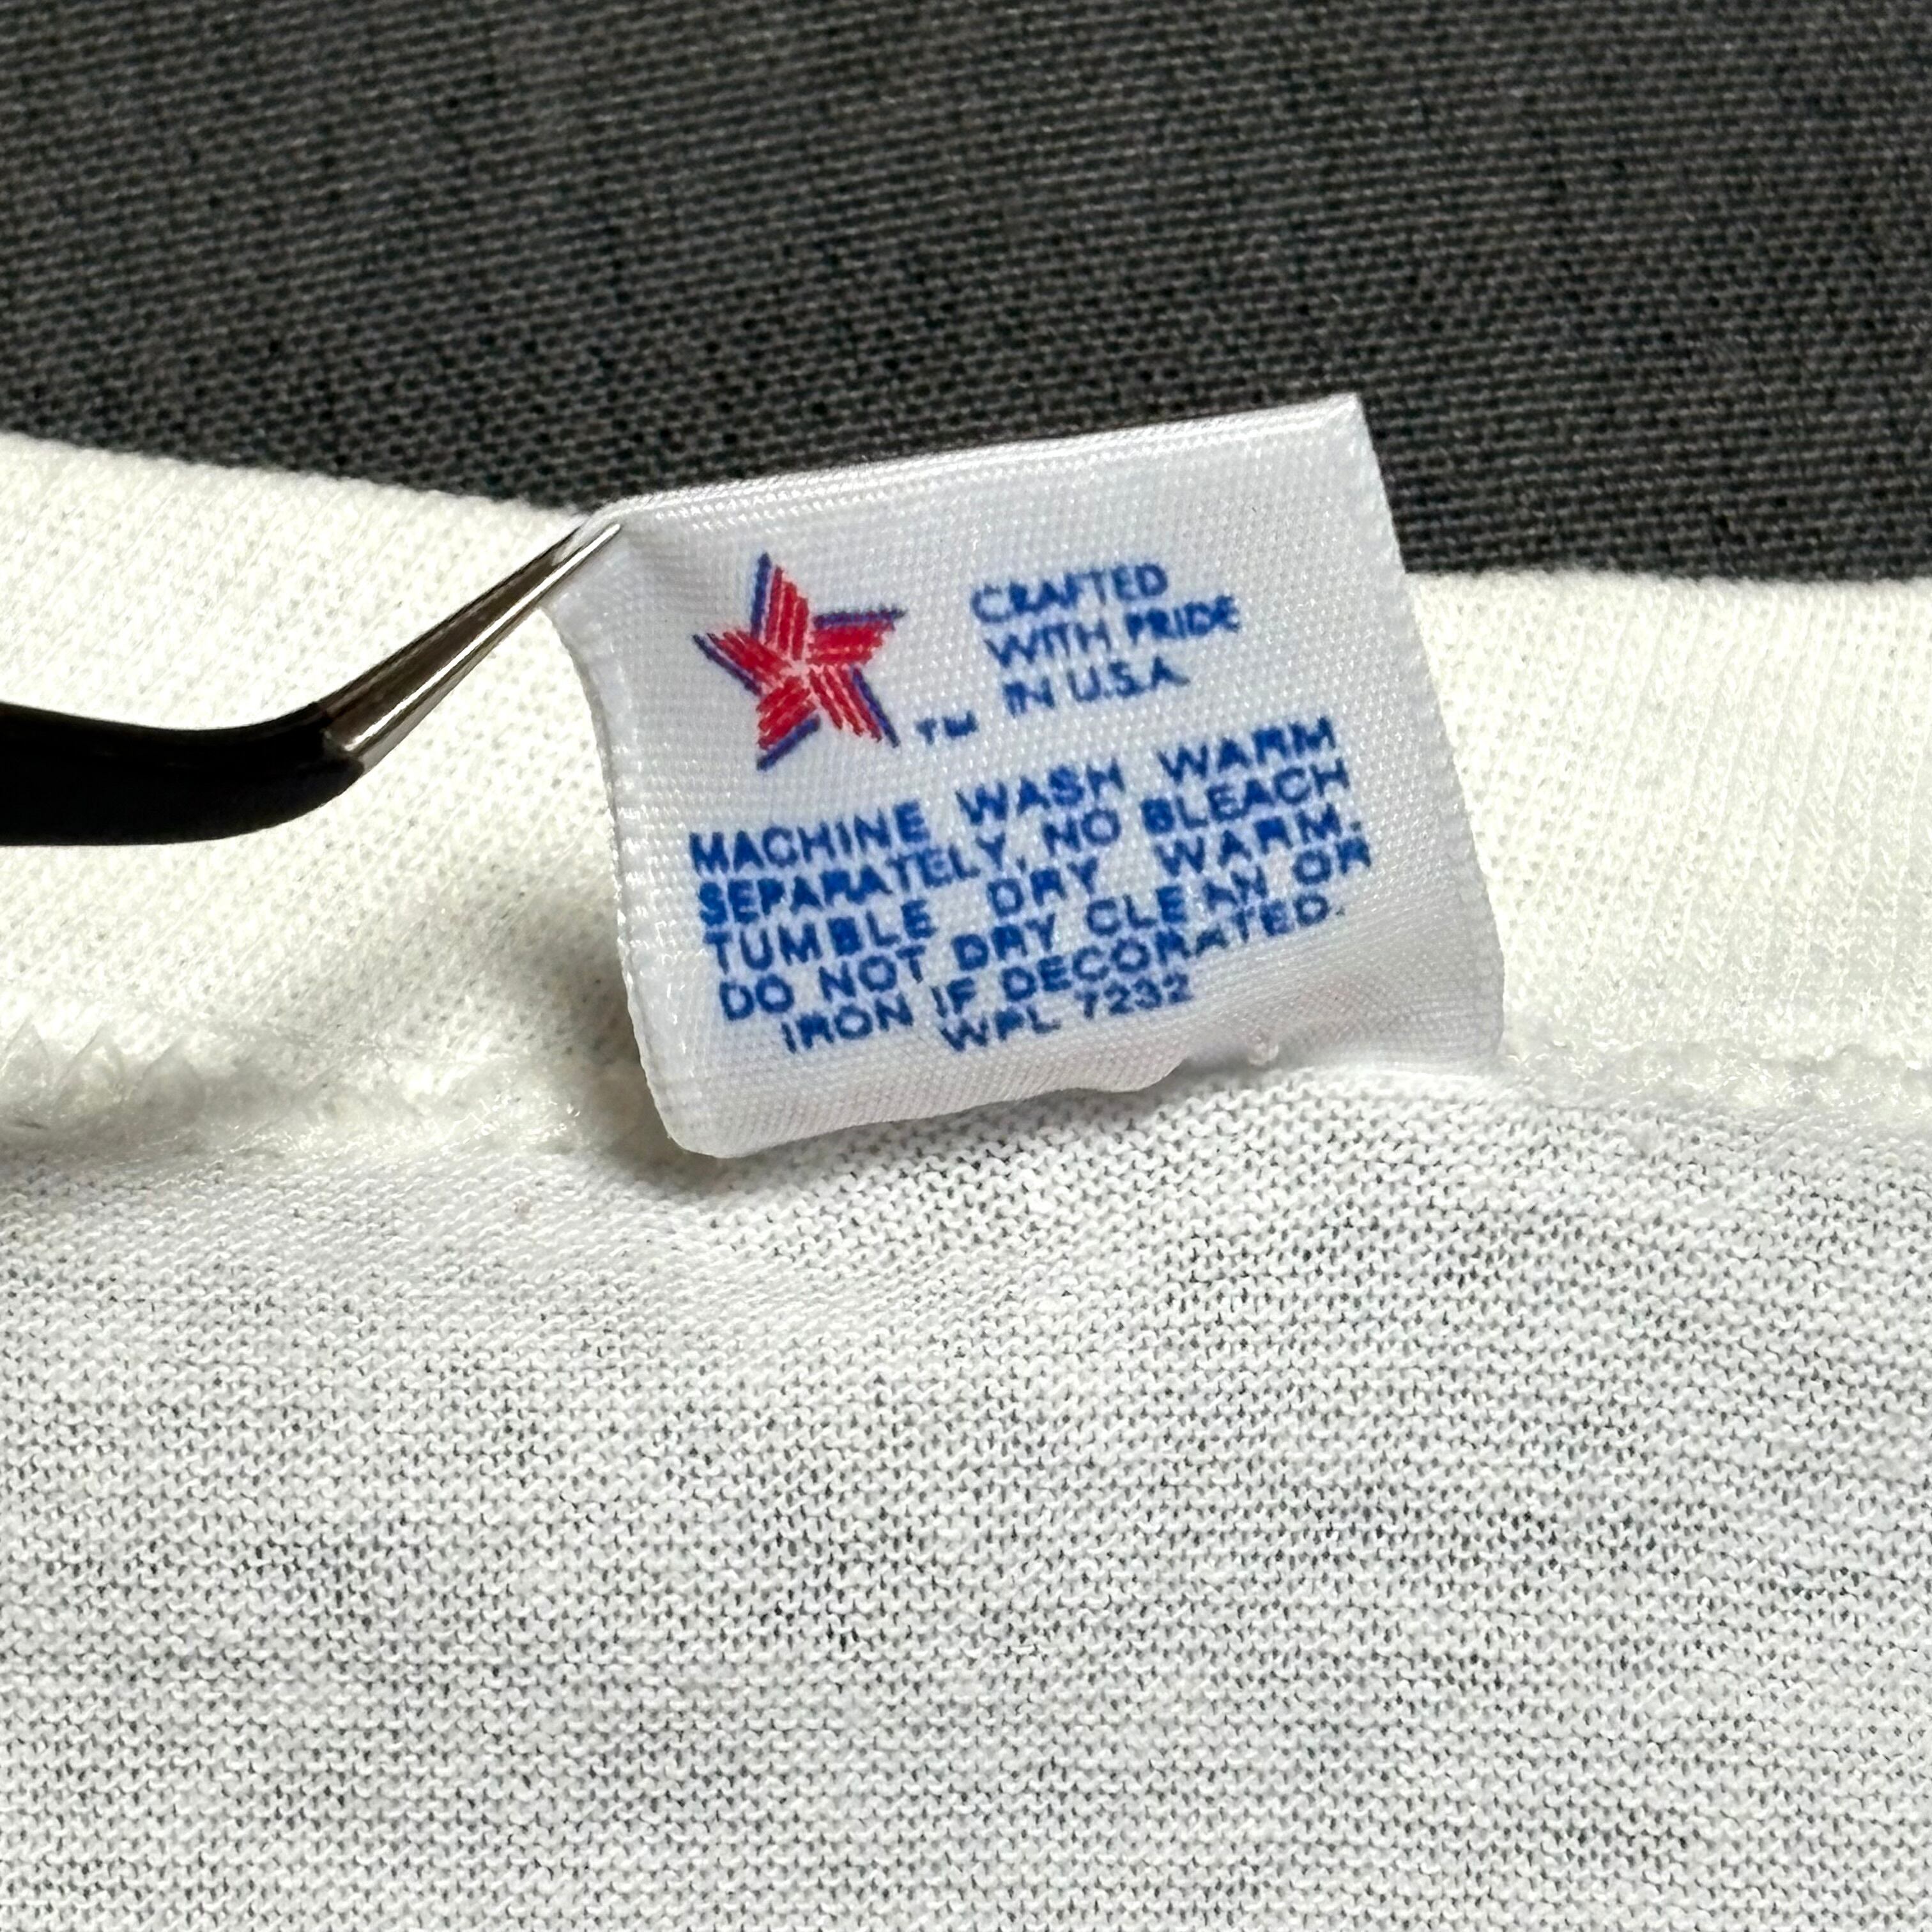 CRAFTED
WITH PRIDE
IN U.S.A.
TM
MACHINE WASH WARM
SEPARATELY, NO BLEACH
TUMBLE DRY WARM.
DO NOT DRY CLEAN OR
IRON IF DECORATED.
WPL 7232